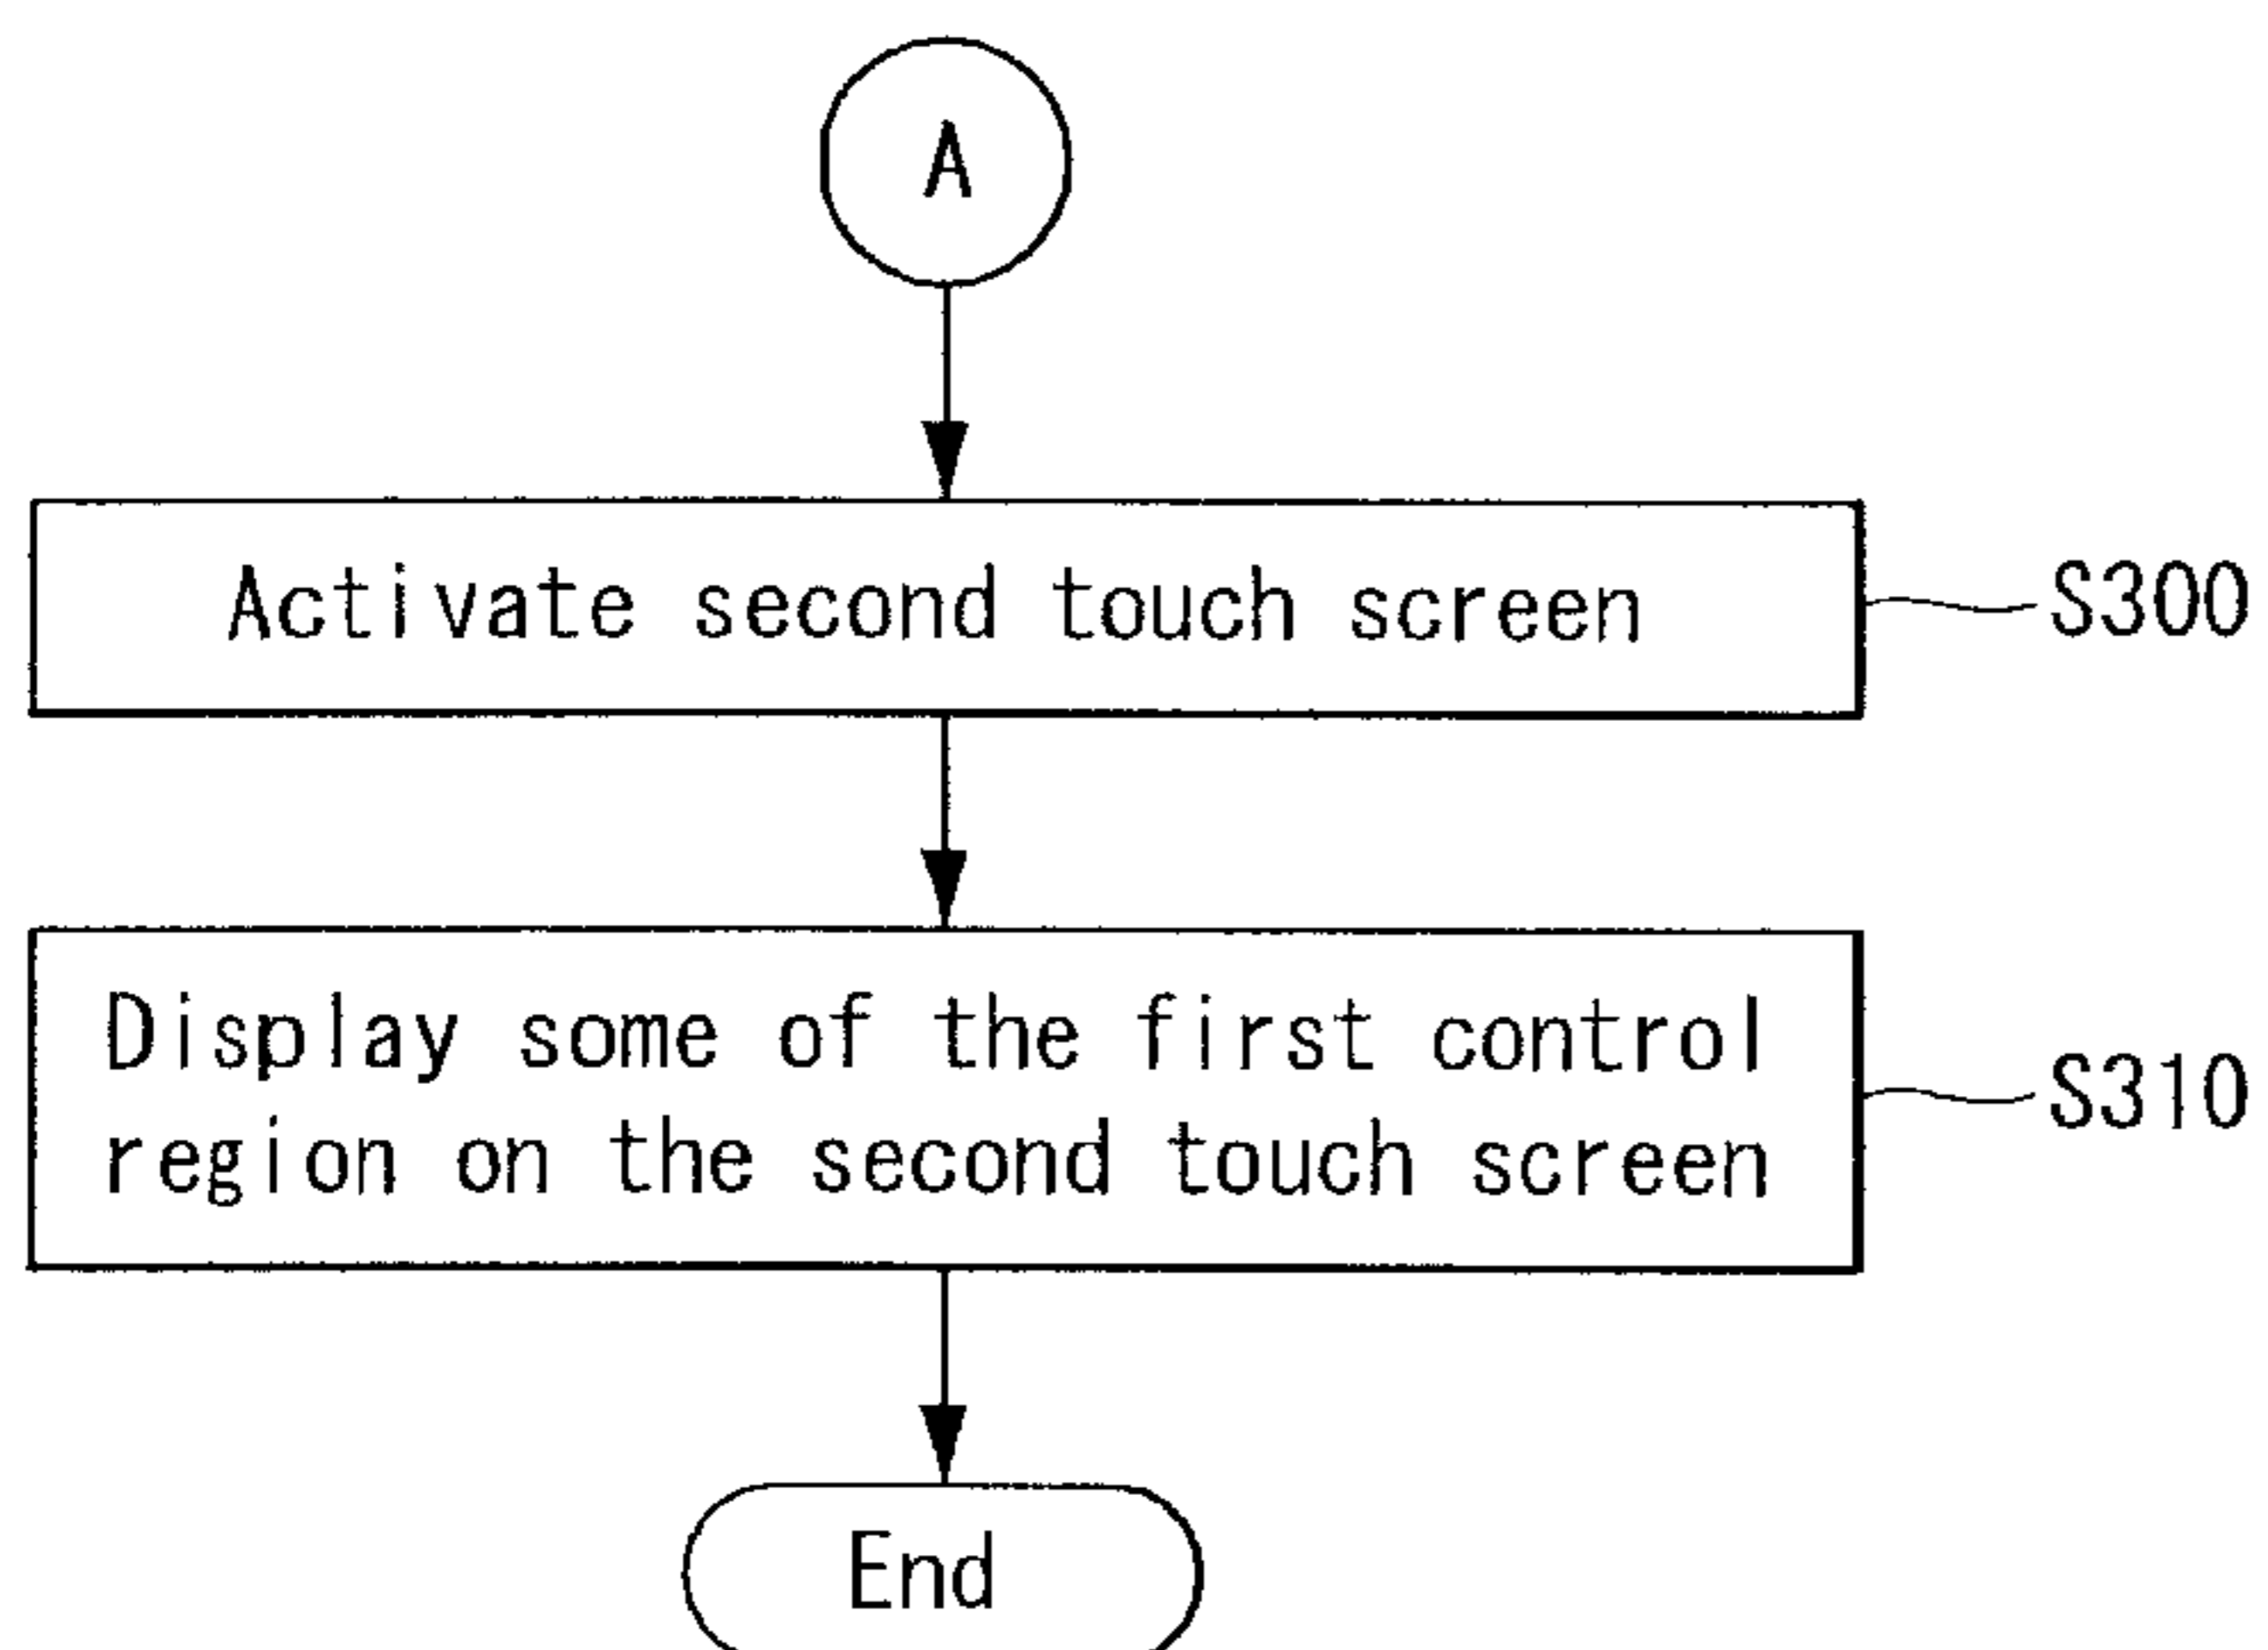 A
Activate second touch screen
S300
Display some of the first control
region on the second touch screen
S310
End